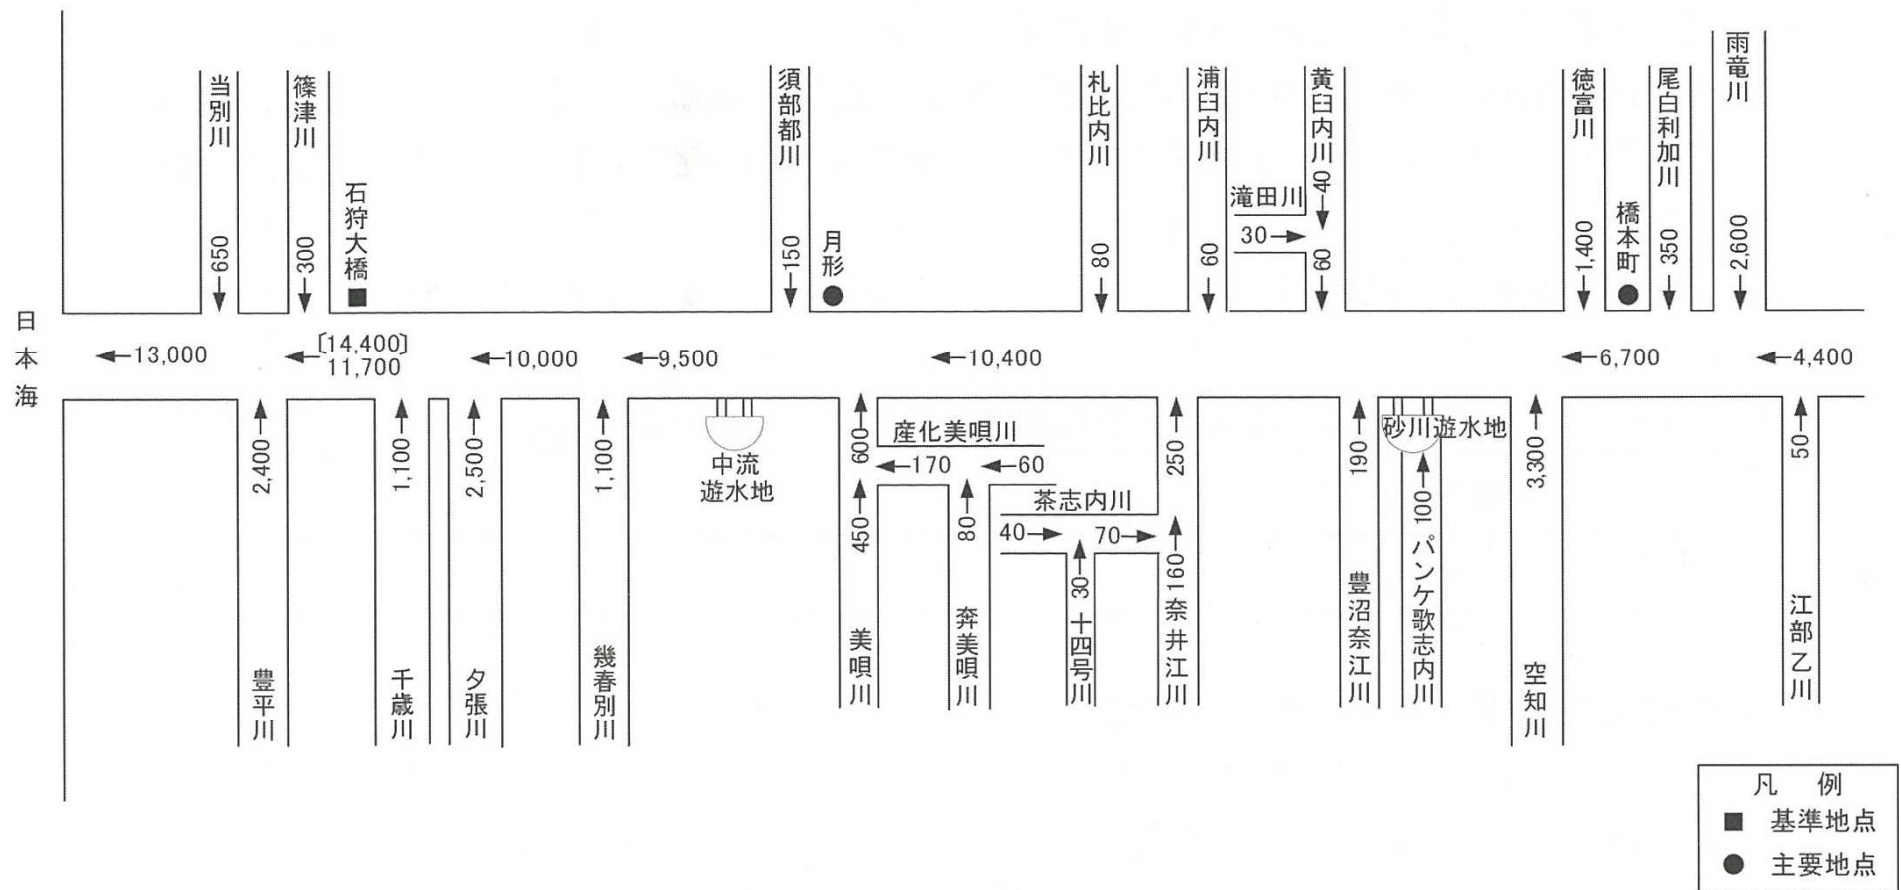 当別川
←650
篠津川
←300
石狩大橋
須部都川
←150
月形
札比内川
←80
浦臼内川
←60
滝田川
30→
黄臼内川
←40
←60
徳富川
←1,400
橋本町
尾白利加川
←350
雨竜川
←2,600
日本海
←13,000
←〔14,400〕
11,700
←10,000
←9,500
←10,400
←6,700
←4,400
2,400→
豊平川
1,100→
千歳川
2,500→
夕張川
1,100→
幾春別川
中流
遊水地
600→
450→
美唄川
産化美唄川
←170
←60
80→
奔美唄川
茶志内川
40→
70→
30→
十四号川
250→
160→
奈井江川
190→
豊沼奈江川
砂川遊水地
100→
パンケ歌志内川
3,300→
空知川
50→
江部乙川
凡 例
■ 基準地点
● 主要地点